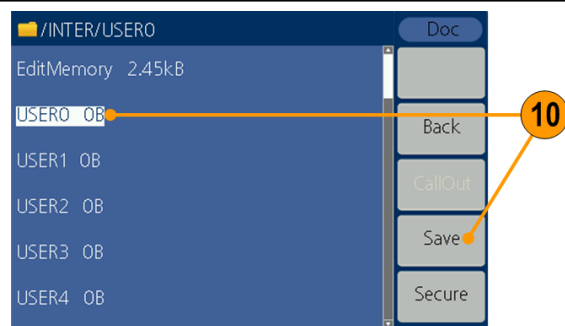 /INTER/USER0
Doc
EditMemory 2.45kB
USER0 0B
USER1 0B
USER2 0B
USER3 0B
USER4 0B
Back
CallOut
Save
Secure
10